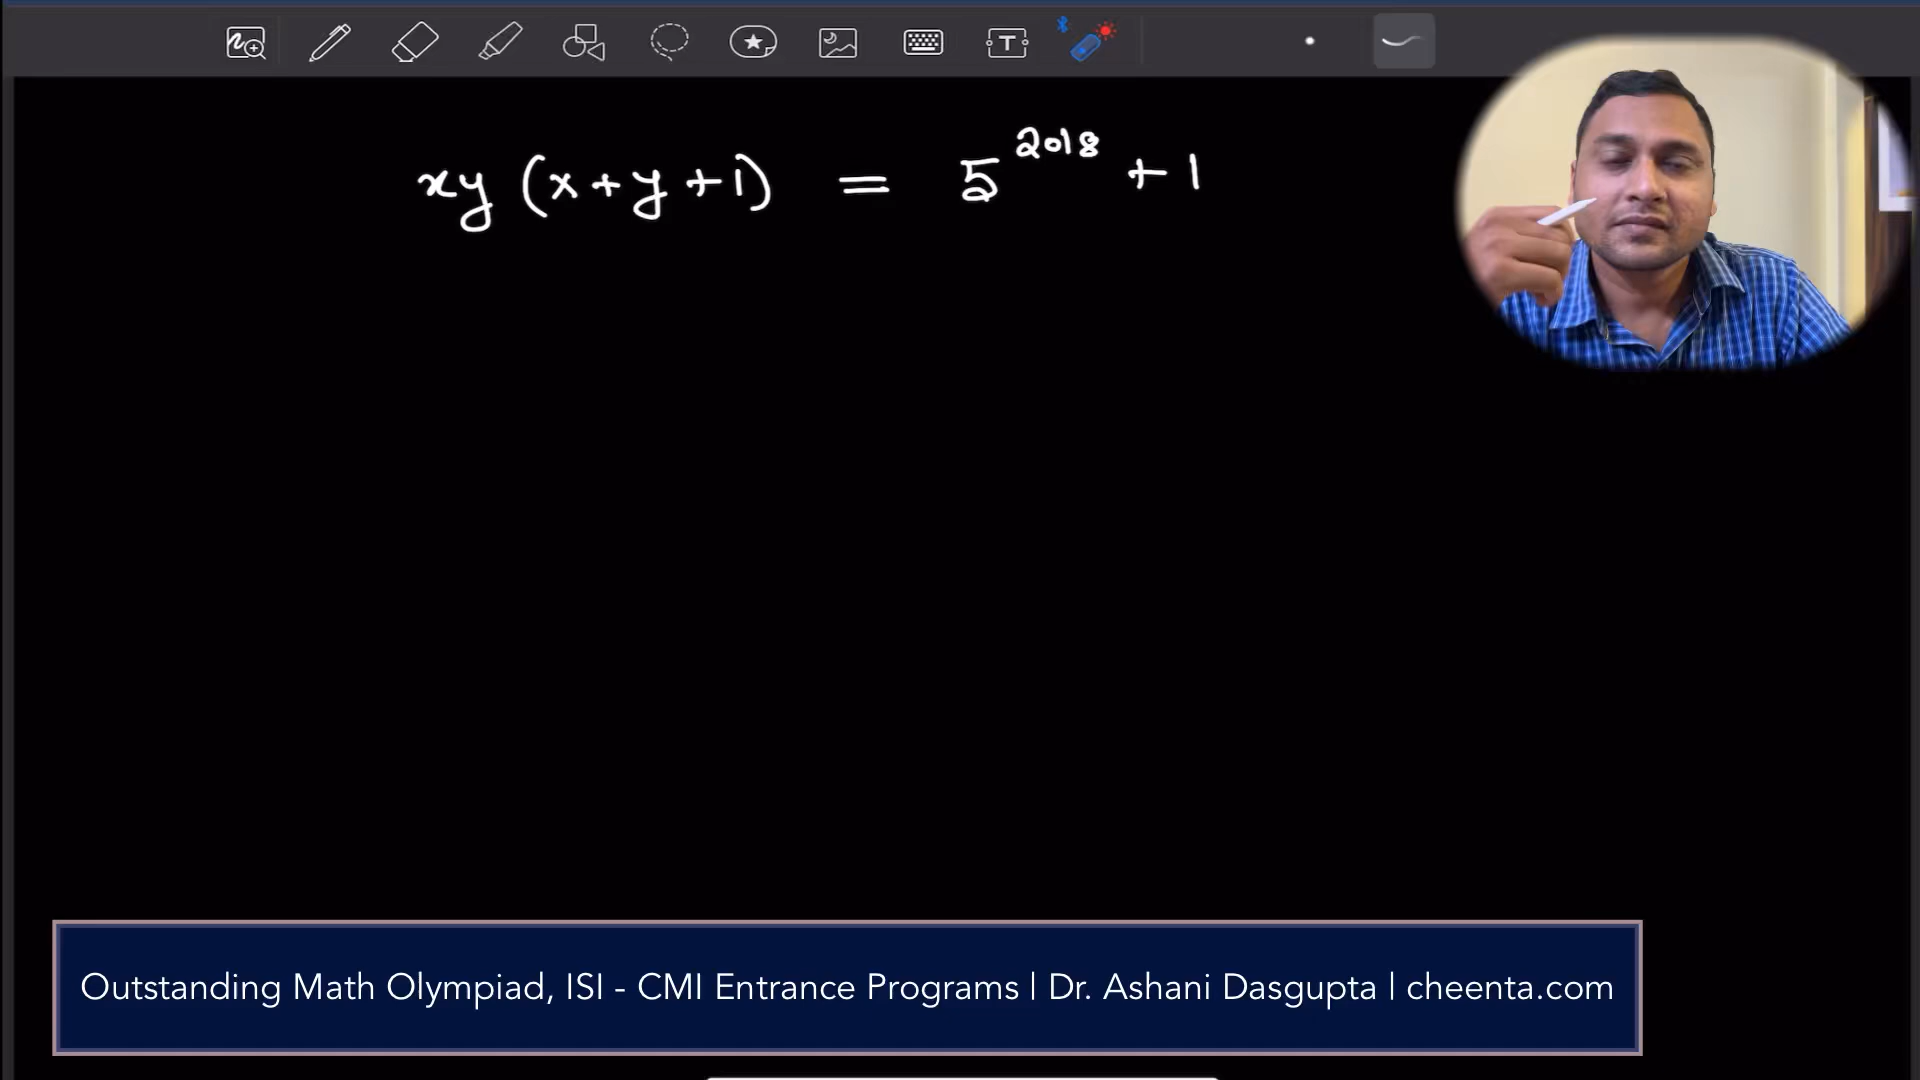 xy (x+y+1) = 5^2018 + 1
T
Outstanding Math Olympiad, ISI - CMI Entrance Programs | Dr. Ashani Dasgupta | cheenta.com